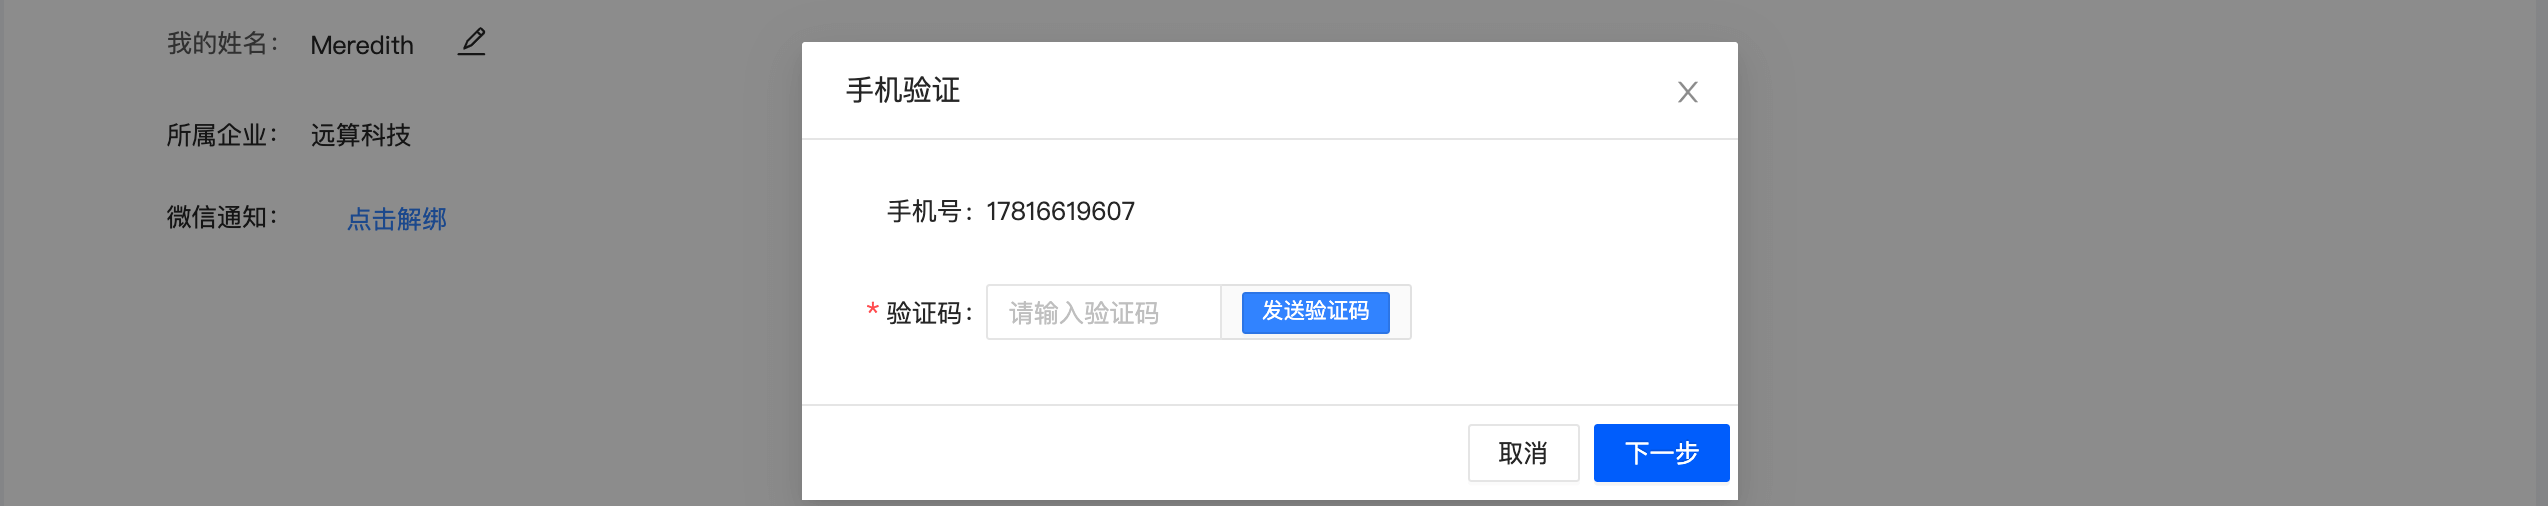 我的姓名： Meredith
所属企业： 远算科技
微信通知： 点击解绑
手机验证
手机号：17816619607
* 验证码： 请输入验证码 发送验证码
取消 下一步